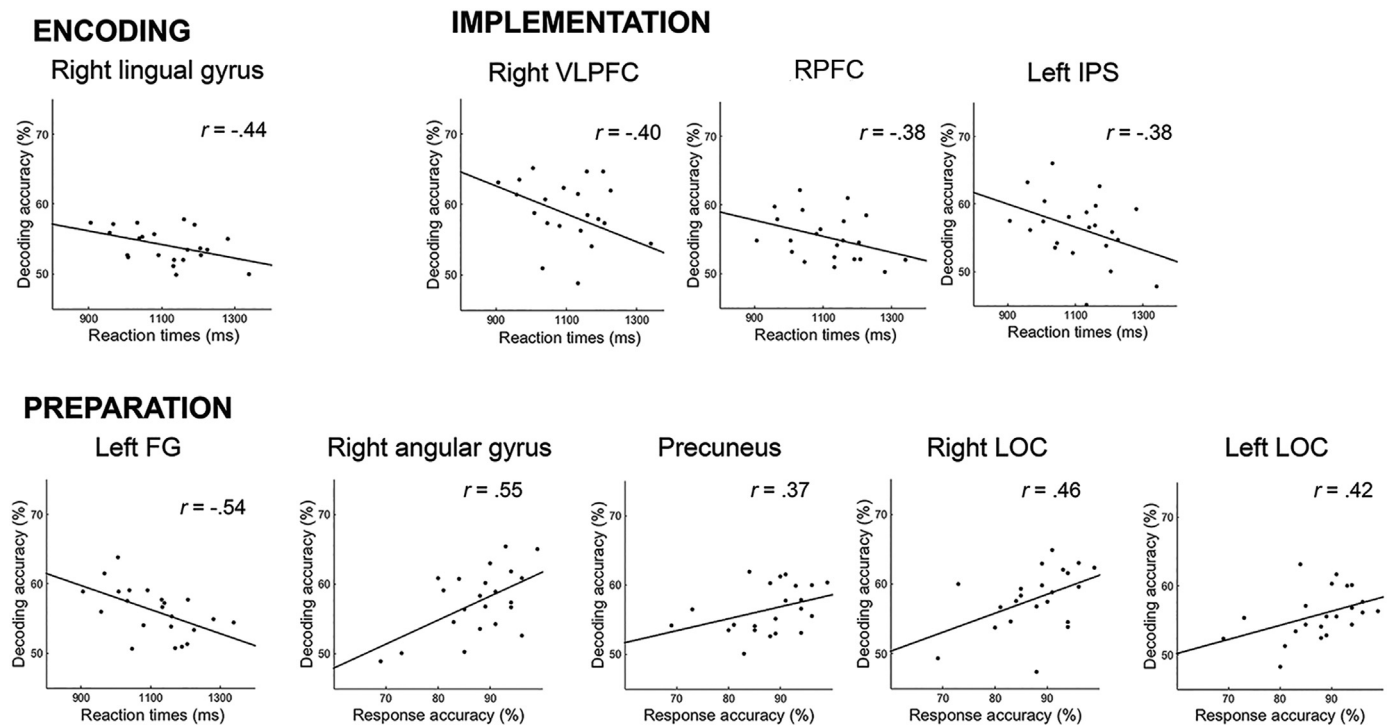 ENCODING
IMPLEMENTATION
Right lingual gyrus
Right VLPFC
RPFC
Left IPS
r = -.44
r = -.40
r = -.38
r = -.38
Decoding accuracy (%)
70
60
50
900 1100 1300
Reaction times (ms)
Decoding accuracy (%)
70
60
50
900 1100 1300
Reaction times (ms)
Decoding accuracy (%)
70
60
50
900 1100 1300
Reaction times (ms)
Decoding accuracy (%)
70
60
50
900 1100 1300
Reaction times (ms)
PREPARATION
Left FG
Right angular gyrus
Precuneus
Right LOC
Left LOC
r = -.54
r = .55
r = .37
r = .46
r = .42
Decoding accuracy (%)
70
60
50
900 1100 1300
Reaction times (ms)
Decoding accuracy (%)
70
60
50
70 80 90
Response accuracy (%)
Decoding accuracy (%)
70
60
50
70 80 90
Response accuracy (%)
Decoding accuracy (%)
70
60
50
70 80 90
Response accuracy (%)
Decoding accuracy (%)
70
60
50
70 80 90
Response accuracy (%)